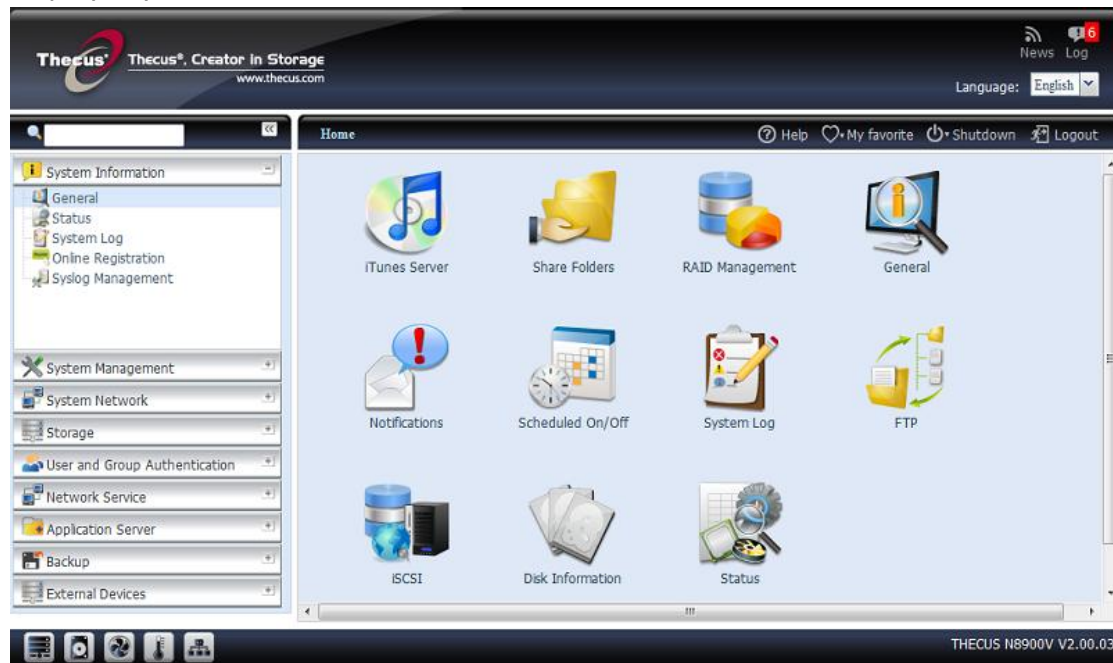 Thecus®
Thecus®, Creator in Storage
www.thecus.com
6
News Log
Language: English
Home
Help My favorite Shutdown Logout
System Information
General
Status
System Log
Online Registration
Syslog Management
System Management
System Network
Storage
User and Group Authentication
Network Service
Application Server
Backup
External Devices
iTunes Server
Share Folders
RAID Management
General
Notifications
Scheduled On/Off
System Log
FTP
iSCSI
Disk Information
Status
THECUS N8900V V2.00.03